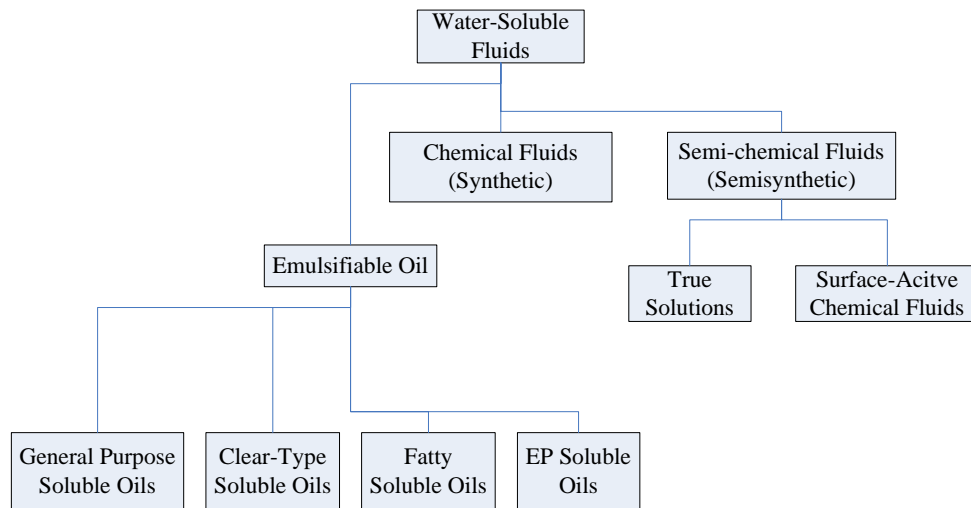 Water-Soluble
Fluids
Chemical Fluids
(Synthetic)
Semi-chemical Fluids
(Semisynthetic)
Emulsifiable Oil
True
Solutions
Surface-Acitve
Chemical Fluids
General Purpose
Soluble Oils
Clear-Type
Soluble Oils
Fatty
Soluble Oils
EP Soluble
Oils